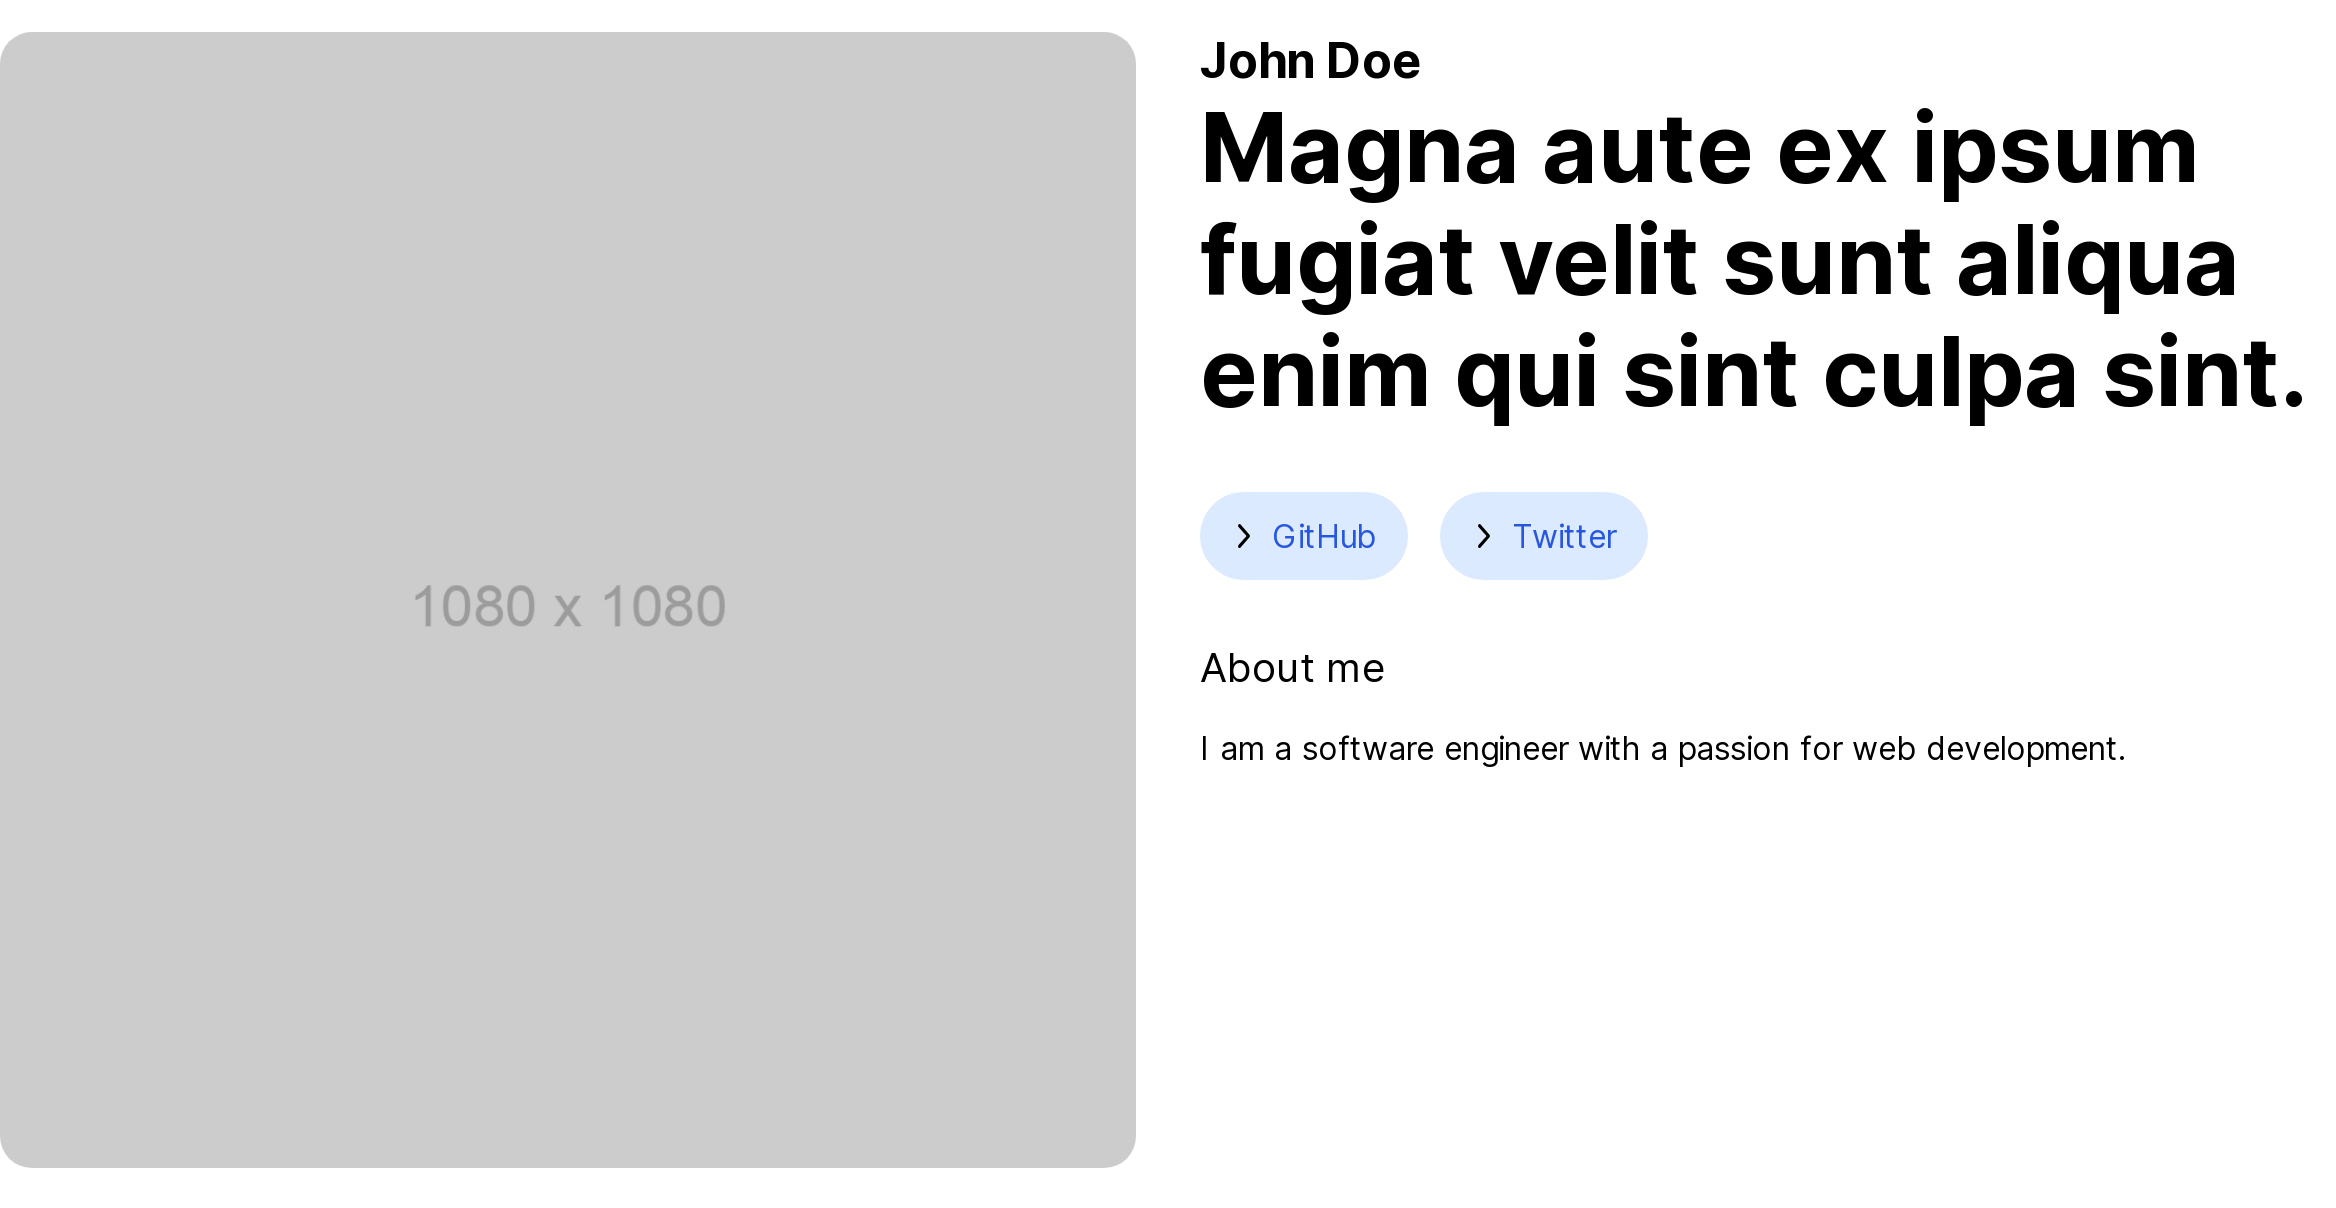 1080 x 1080
John Doe
Magna aute ex ipsum
fugiat velit sunt aliqua
enim qui sint culpa sint.
GitHub
Twitter
About me
I am a software engineer with a passion for web development.